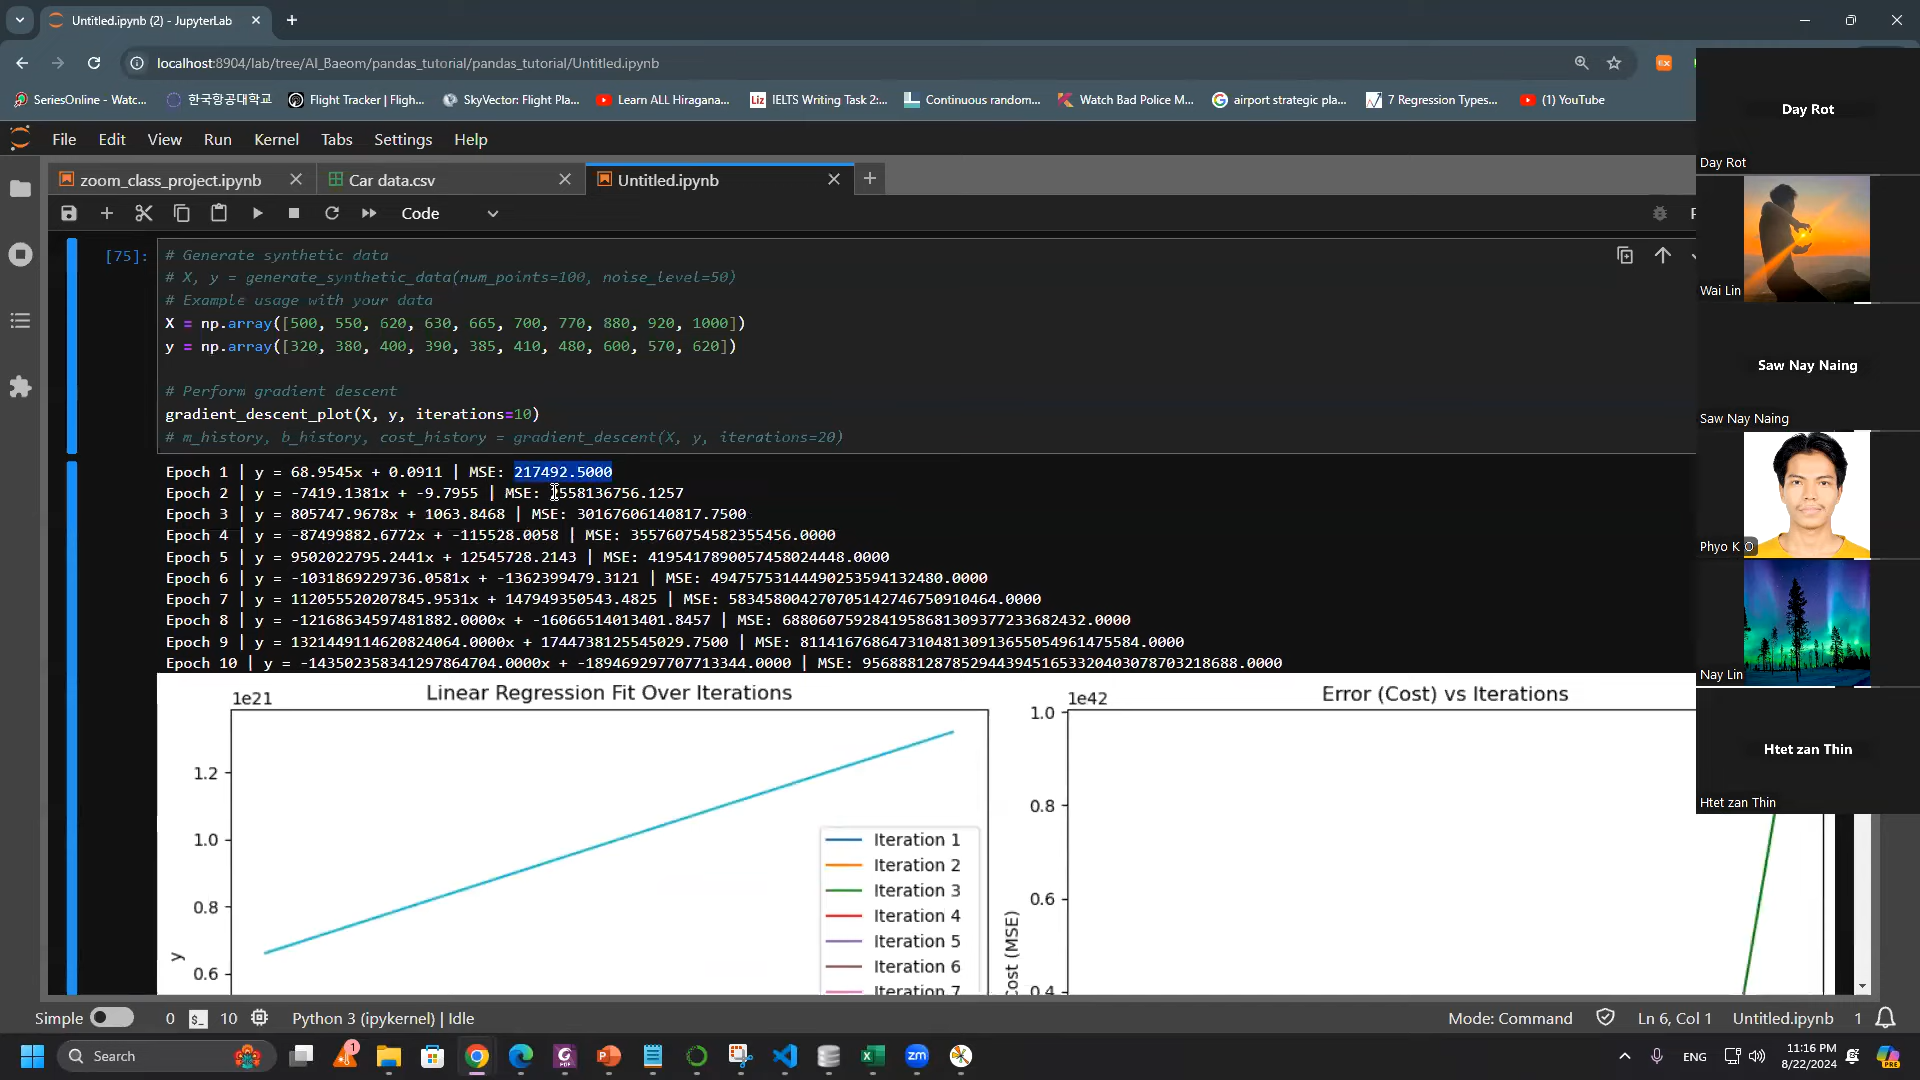 Untitled.ipynb (2) - JupyterLab
localhost:8904/lab/tree/AI_Baeom/pandas_tutorial/pandas_tutorial/Untitled.ipynb
SeriesOnline - Watc...
한국항공대학교
Flight Tracker | Fligh...
SkyVector: Flight Pla...
Learn ALL Hiragana...
Liz IELTS Writing Task 2:...
Continuous random...
Watch Bad Police M...
airport strategic pla...
7 Regression Types...
(1) YouTube
File Edit View Run Kernel Tabs Settings Help
zoom_class_project.ipynb
Car data.csv
Untitled.ipynb
Code
[75]:
# Generate synthetic data
# X, y = generate_synthetic_data(num_points=100, noise_level=50)
# Example usage with your data
X = np.array([500, 550, 620, 630, 665, 700, 770, 880, 920, 1000])
y = np.array([320, 380, 400, 390, 385, 410, 480, 600, 570, 620])
# Perform gradient descent
gradient_descent_plot(X, y, iterations=10)
# m_history, b_history, cost_history = gradient_descent(X, y, iterations=20)
Epoch 1 | y = 68.9545x + 0.0911 | MSE: 217492.5000
Epoch 2 | y = -7419.1381x + -9.7955 | MSE: 2558136756.1257
Epoch 3 | y = 805747.9678x + 1063.8468 | MSE: 30167606140817.7500
Epoch 4 | y = -87499882.6772x + -115528.0058 | MSE: 355760754582355456.0000
Epoch 5 | y = 9502022795.2441x + 12545728.2143 | MSE: 4195417890057458024448.0000
Epoch 6 | y = -1031869229736.0581x + -1362399479.3121 | MSE: 49475753144490253594132480.0000
Epoch 7 | y = 112055520207845.9531x + 147949350543.4825 | MSE: 583458004270705142746750910464.0000
Epoch 8 | y = -12168634597481882.0000x + -16066514013401.8457 | MSE: 6880607592841958681309377233682432.0000
Epoch 9 | y = 1321449114620824064.0000x + 1744738125545029.7500 | MSE: 81141676864731048130913655054961475584.0000
Epoch 10 | y = -143502358341297864704.0000x + -189469297707713344.0000 | MSE: 956888128785294439451653320403078703218688.0000
1e21
Linear Regression Fit Over Iterations
1.2
1.0
0.8
0.6
y
Iteration 1
Iteration 2
Iteration 3
Iteration 4
Iteration 5
Iteration 6
Iteration 7
1e42
Error (Cost) vs Iterations
1.0
0.8
0.6
0.4
Cost (MSE)
Day Rot
Day Rot
Wai Lin
Saw Nay Naing
Saw Nay Naing
Phyo K O
Nay Lin
Htet zan Thin
Htet zan Thin
Simple 0 10 Python 3 (ipykernel) | Idle
Mode: Command Ln 6, Col 1 Untitled.ipynb 1
Search
ENG
11:16 PM
8/22/2024